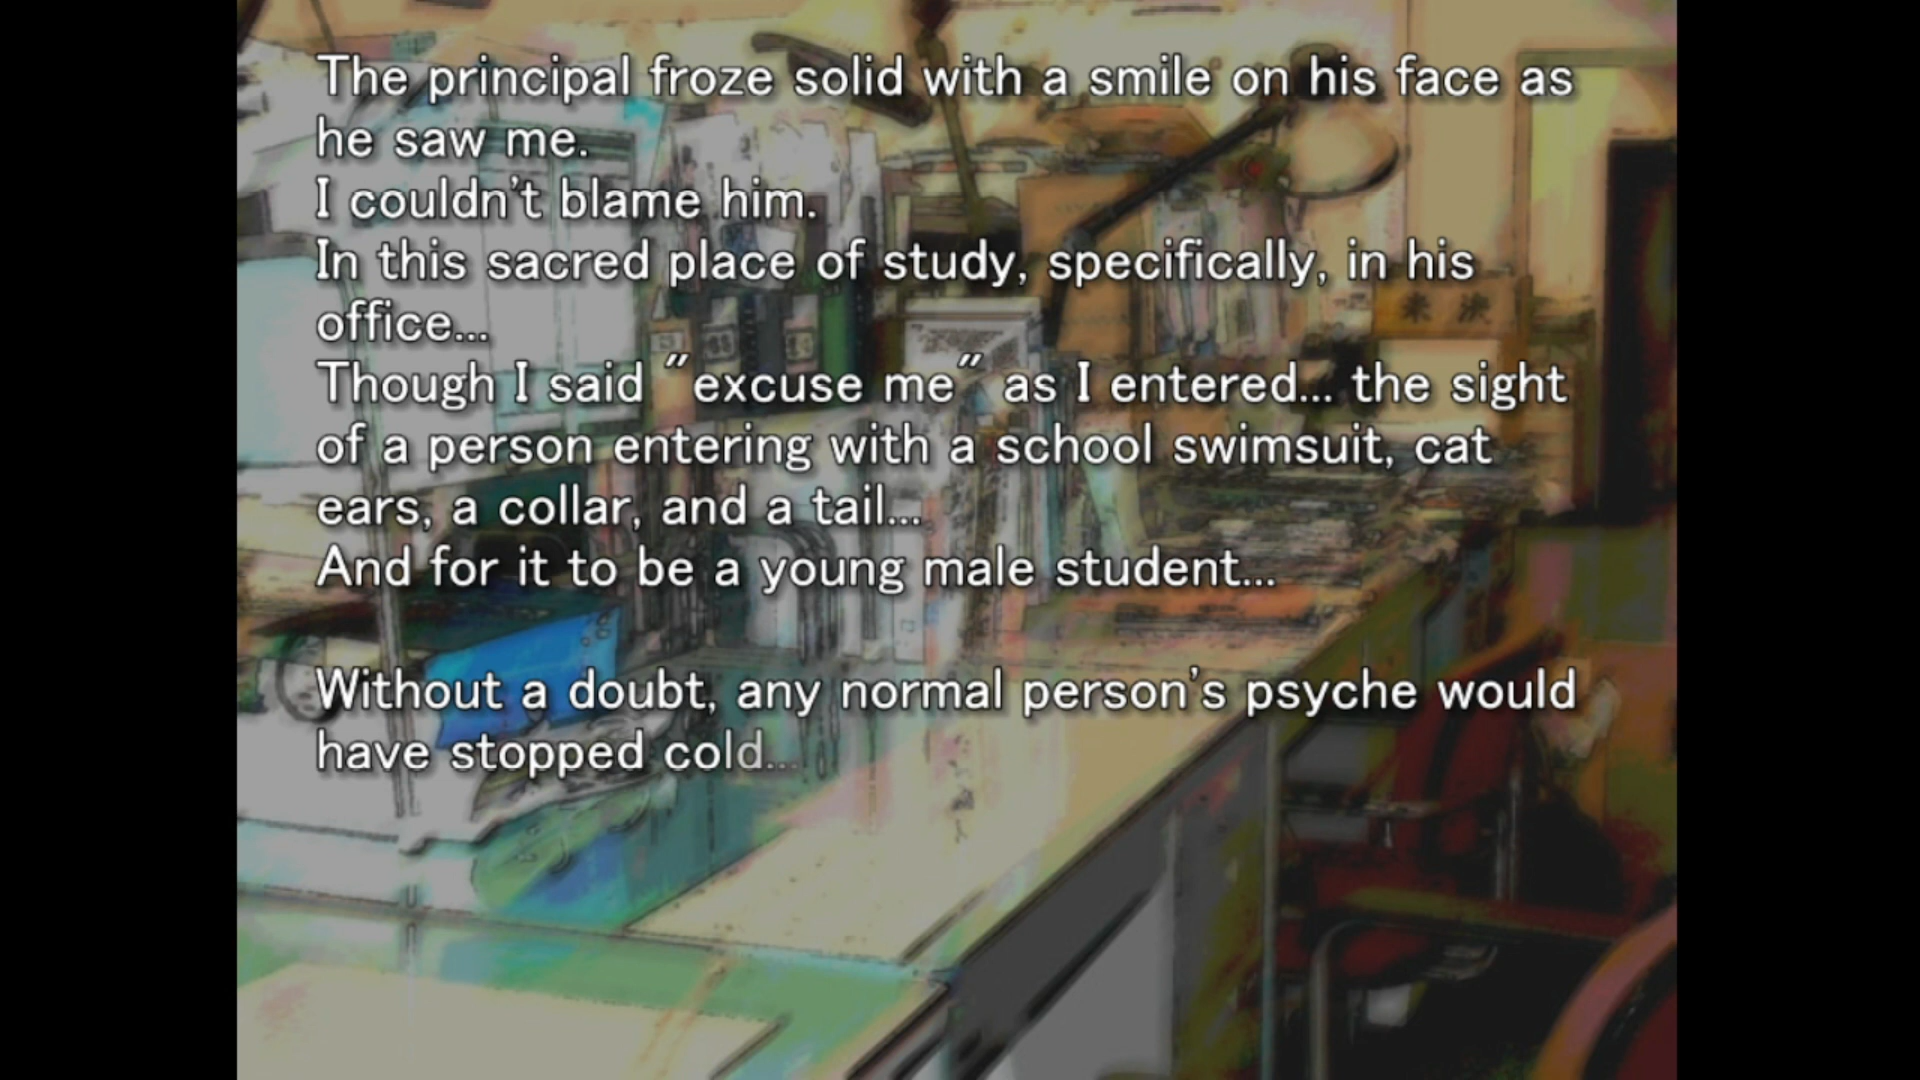 The principal froze solid with a smile on his face as
he saw me.
I couldn't blame him.
In this sacred place of study, specifically, in his
office...
Though I said "excuse me" as I entered... the sight
of a person entering with a school swimsuit, cat
ears, a collar, and a tail...
And for it to be a young male student...
Without a doubt, any normal person's psyche would
have stopped cold...
未決